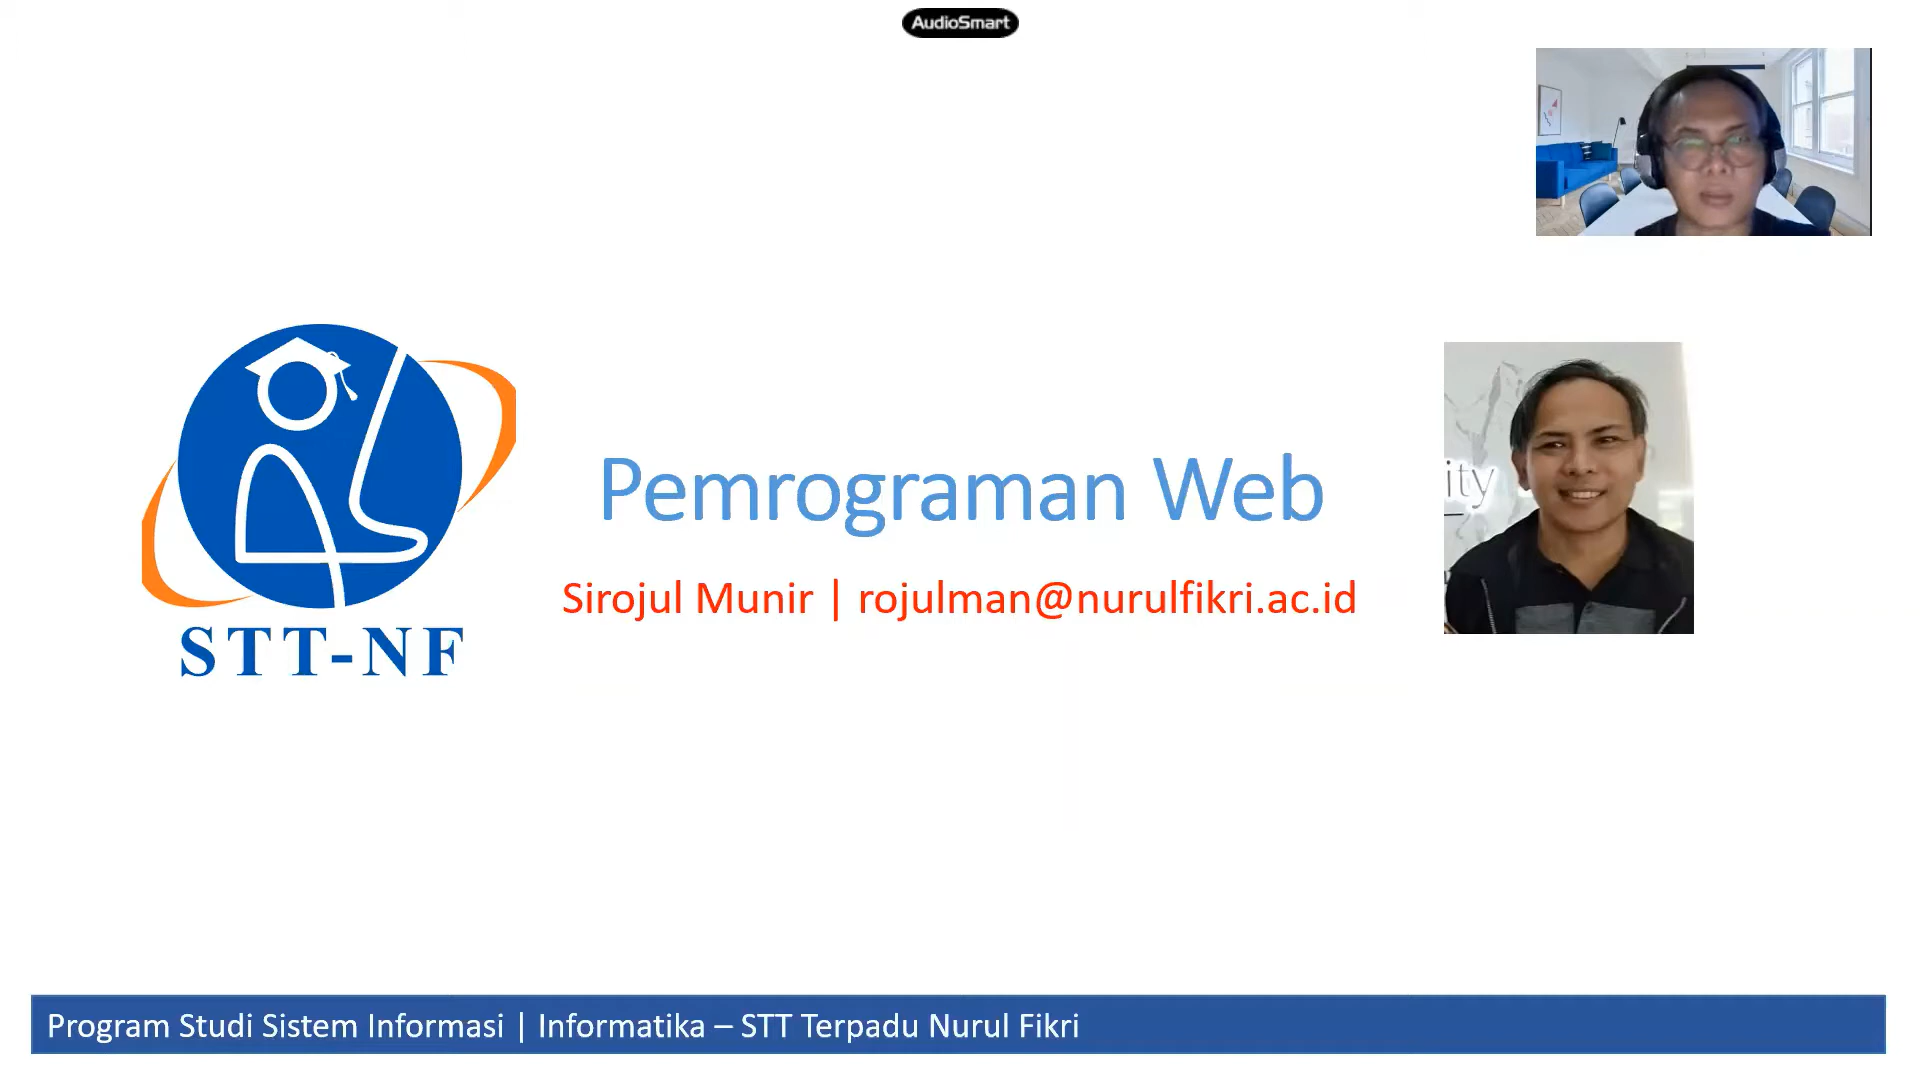 AudioSmart
Pemrograman Web
ity
Sirojul Munir | rojulman@nurulfikri.ac.id
STT-NF
Program Studi Sistem Informasi | Informatika – STT Terpadu Nurul Fikri